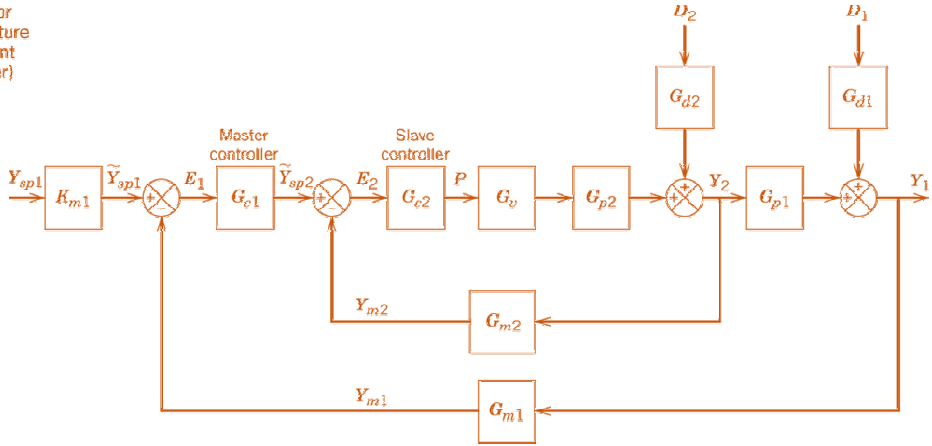 D2
D1
Gd2
Gd1
Master
controller
Slave
controller
Ysp1
Km1
Ỹsp1
+
E1
Gc1
Ỹsp2
+
E2
Gc2
P
Gv
Gp2
+
+
Y2
Gp1
+
+
Y1
Ym2
Gm2
Ym1
Gm1